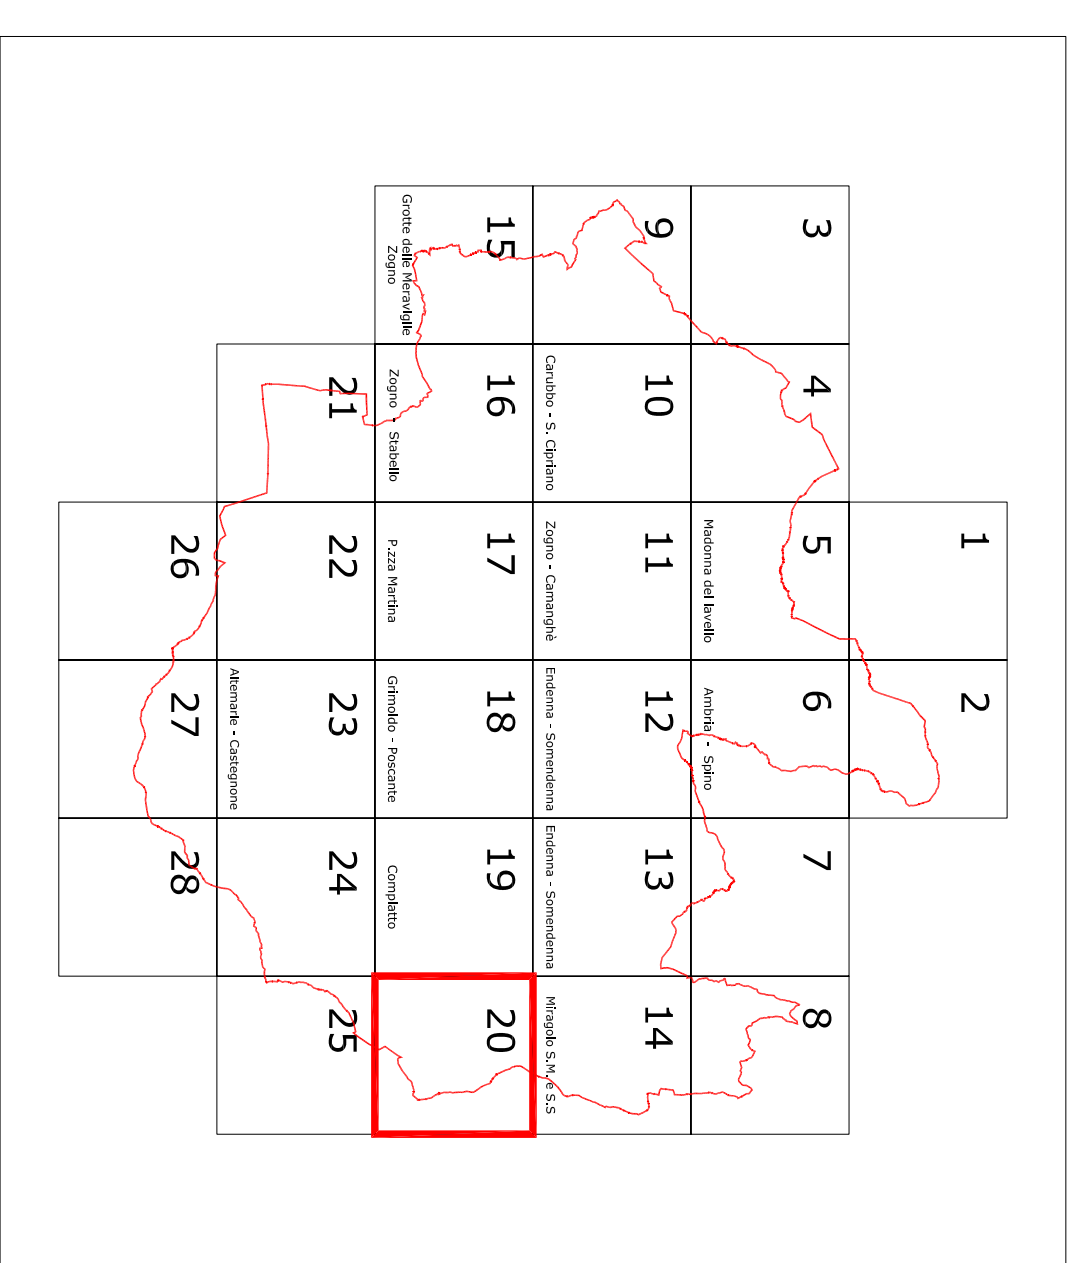 1
2
3
4
5
Madonna del lavello
6
Ambria - Spino
7
8
9
10
Carubbo - S. Cipriano
11
Zogno - Camanghè
12
Endenna - Somendenna
13
Endenna - Somendenna
14
Miragolo S.M. e S.S
15
Grotte delle Meraviglie
Zogno
16
Zogno - Stabello
17
P.zza Martina
18
Grimoldo - Poscante
19
Complatto
20
21
22
23
Altemarle - Castegnone
24
25
26
27
28